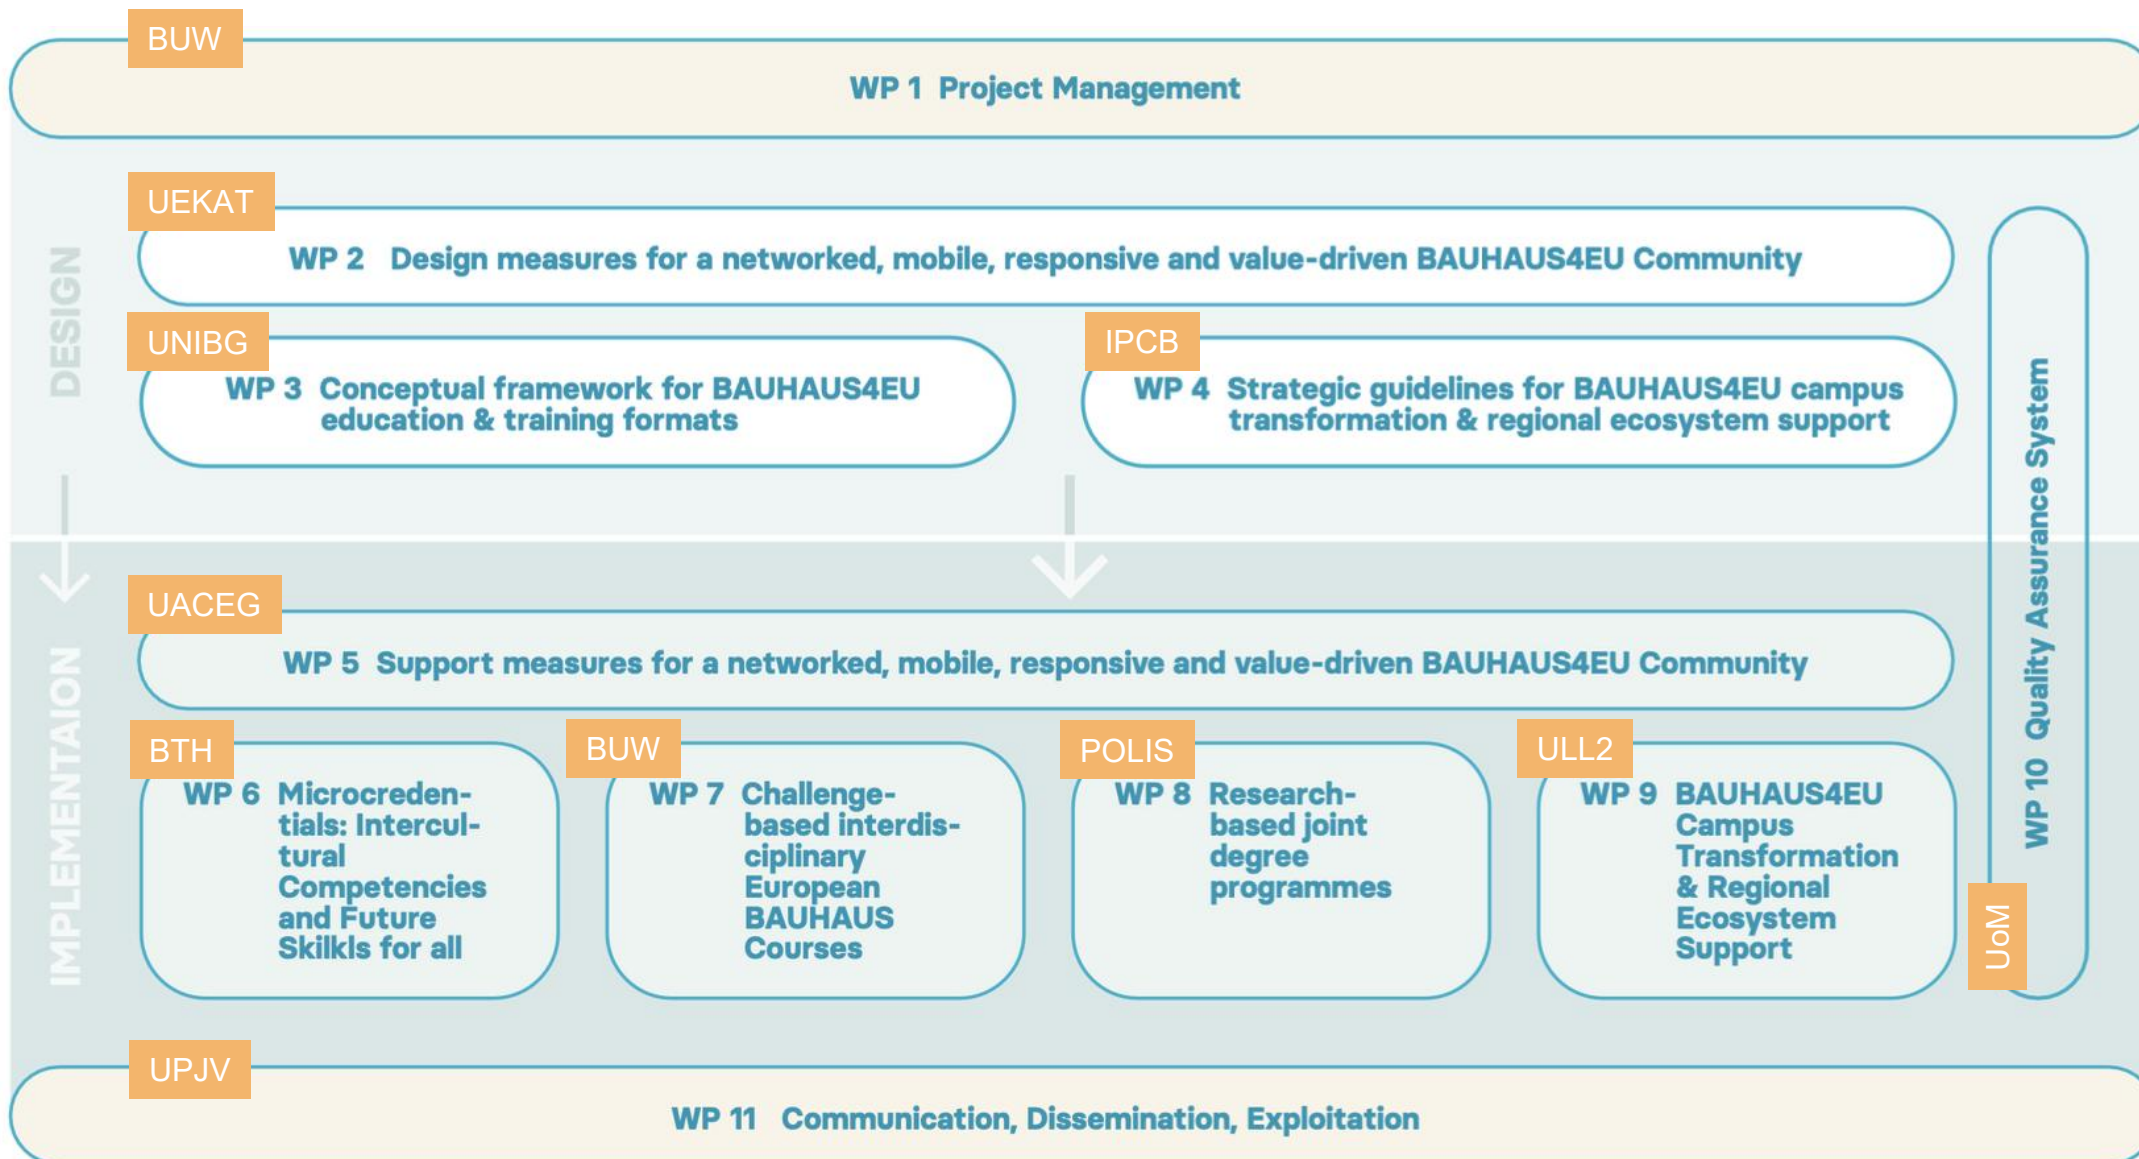 BUW
WP 1 Project Management
DESIGN
UEKAT
WP 2 Design measures for a networked, mobile, responsive and value-driven BAUHAUS4EU Community
UNIBG
WP 3 Conceptual framework for BAUHAUS4EU
education & training formats
IPCB
WP 4 Strategic guidelines for BAUHAUS4EU campus
transformation & regional ecosystem support
WP 10 Quality Assurance System
UoM
IMPLEMENTAION
UACEG
WP 5 Support measures for a networked, mobile, responsive and value-driven BAUHAUS4EU Community
BTH
WP 6 Microcreden-
tials: Intercul-
tural
Competencies
and Future
Skilkls for all
BUW
WP 7 Challenge-
based interdis-
ciplinary
European
BAUHAUS
Courses
POLIS
WP 8 Research-
based joint
degree
programmes
ULL2
WP 9 BAUHAUS4EU
Campus
Transformation
& Regional
Ecosystem
Support
UPJV
WP 11 Communication, Dissemination, Exploitation